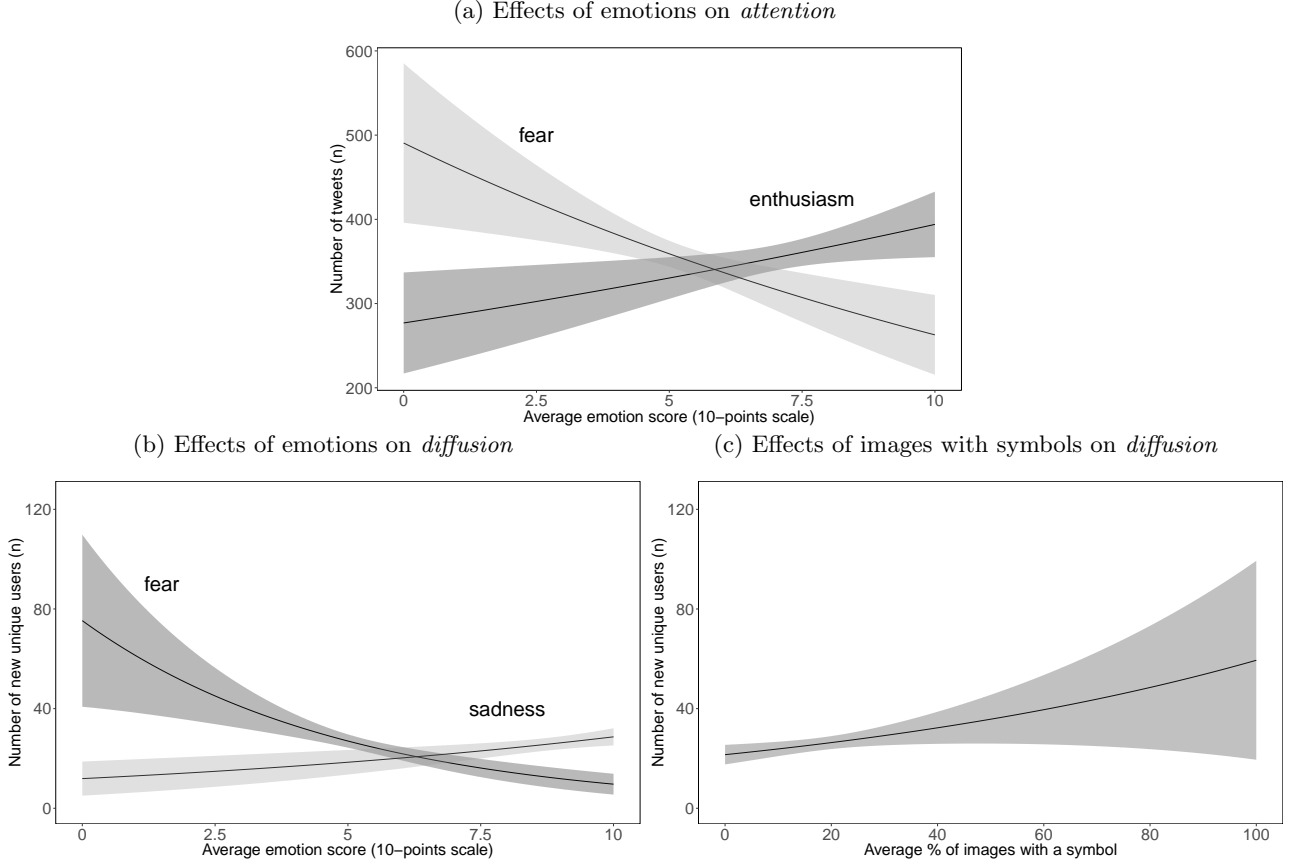 (a) Effects of emotions on attention
600
500
400
300
200
Number of tweets (n)
fear
enthusiasm
0 2.5 5 7.5 10
Average emotion score (10−points scale)
(b) Effects of emotions on diffusion
120
80
40
0
Number of new unique users (n)
fear
sadness
0 2.5 5 7.5 10
Average emotion score (10−points scale)
(c) Effects of images with symbols on diffusion
120
80
40
0
Number of new unique users (n)
0 20 40 60 80 100
Average % of images with a symbol